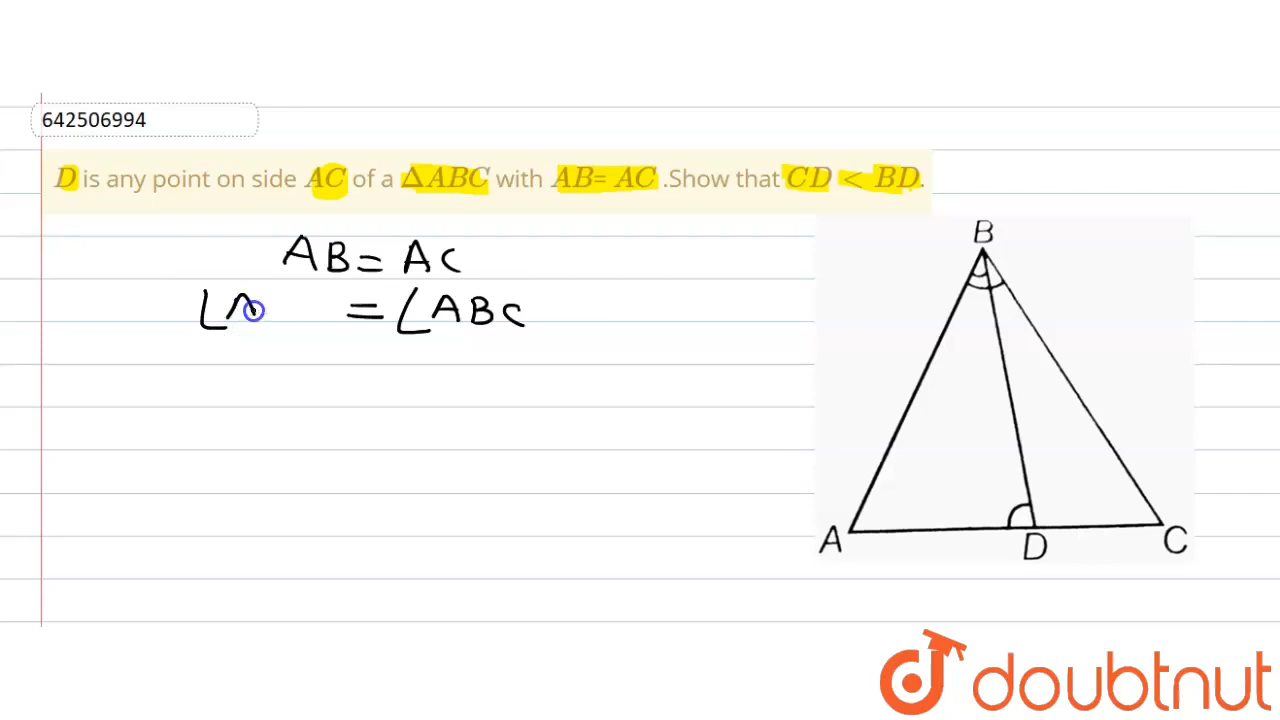 642506994
D is any point on side AC of a ΔABC with AB= AC .Show that CD < BD.
AB = AC
∠A = ∠ABC
B
A
D
C
doubtnut